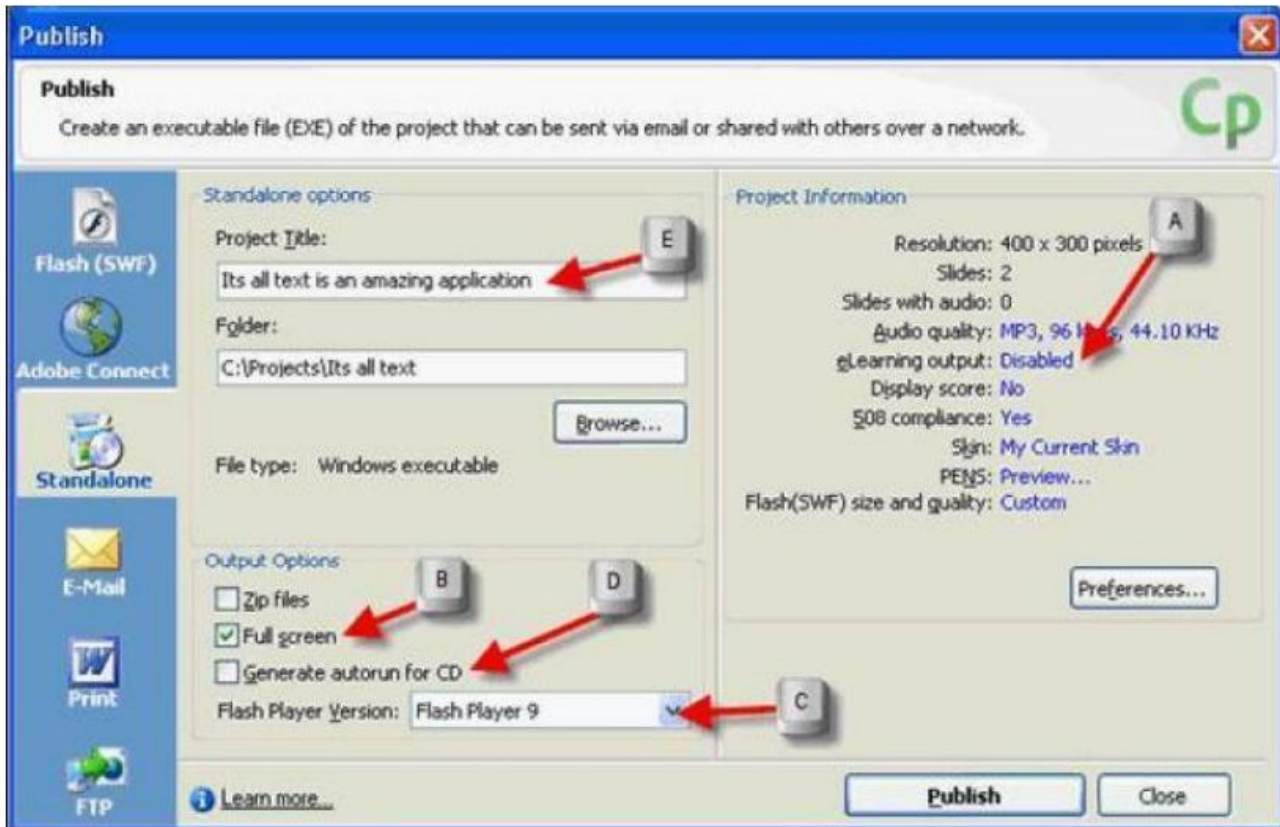 Publish
Publish
Create an executable file (EXE) of the project that can be sent via email or shared with others over a network.
Cp
Flash (SWF)
Adobe Connect
Standalone
E-Mail
Print
FTP
Standalone options
Project Title:
E
Its all text is an amazing application
Folder:
C:\Projects\Its all text
Browse...
File type: Windows executable
Output Options
B
D
Zip files
Full screen
Generate autorun for CD
Flash Player Version: Flash Player 9
C
Project Information
A
Resolution: 400 x 300 pixels
Slides: 2
Slides with audio: 0
Audio quality: MP3, 96 , 44.10 KHz
eLearning output: Disabled
Display score: No
508 compliance: Yes
Skin: My Current Skin
PENS: Preview...
Flash(SWF) size and quality: Custom
Preferences...
Learn more...
Publish
Close